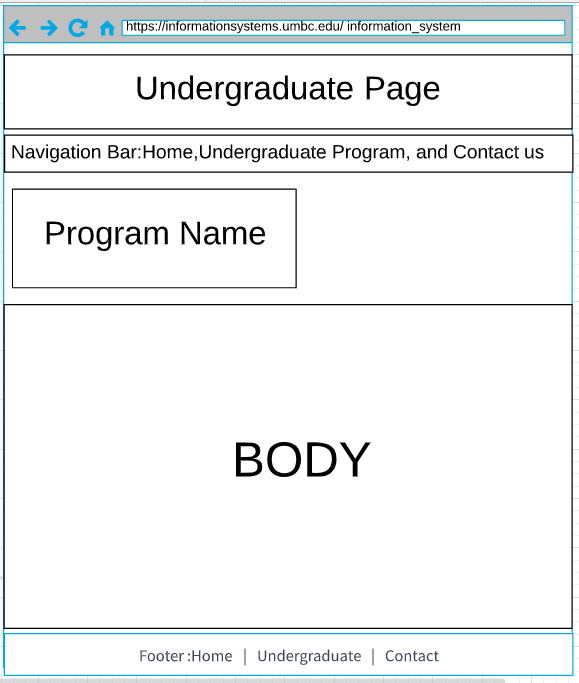 https://informationsystems.umbc.edu/ information_system
Undergraduate Page
Navigation Bar:Home,Undergraduate Program, and Contact us
Program Name
BODY
Footer :Home | Undergraduate | Contact